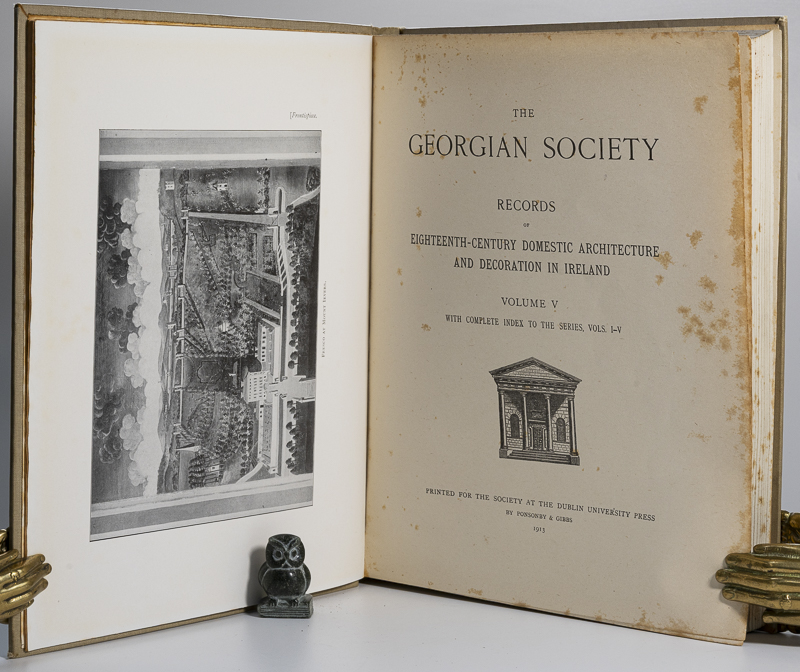 [Frontispiece.
THE
GEORGIAN SOCIETY
RECORDS
OF
EIGHTEENTH-CENTURY DOMESTIC ARCHITECTURE
AND DECORATION IN IRELAND
VOLUME V
WITH COMPLETE INDEX TO THE SERIES, VOLS. I–V
PRINTED FOR THE SOCIETY AT THE DUBLIN UNIVERSITY PRESS
BY PONSONBY & GIBBS
1913